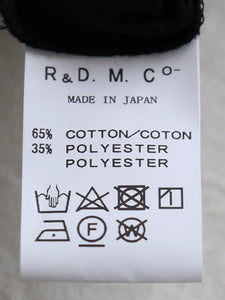 R & D. M. Co-
MADE IN JAPAN
65% COTTON/COTON
35% POLYESTER
POLYESTER
F
W